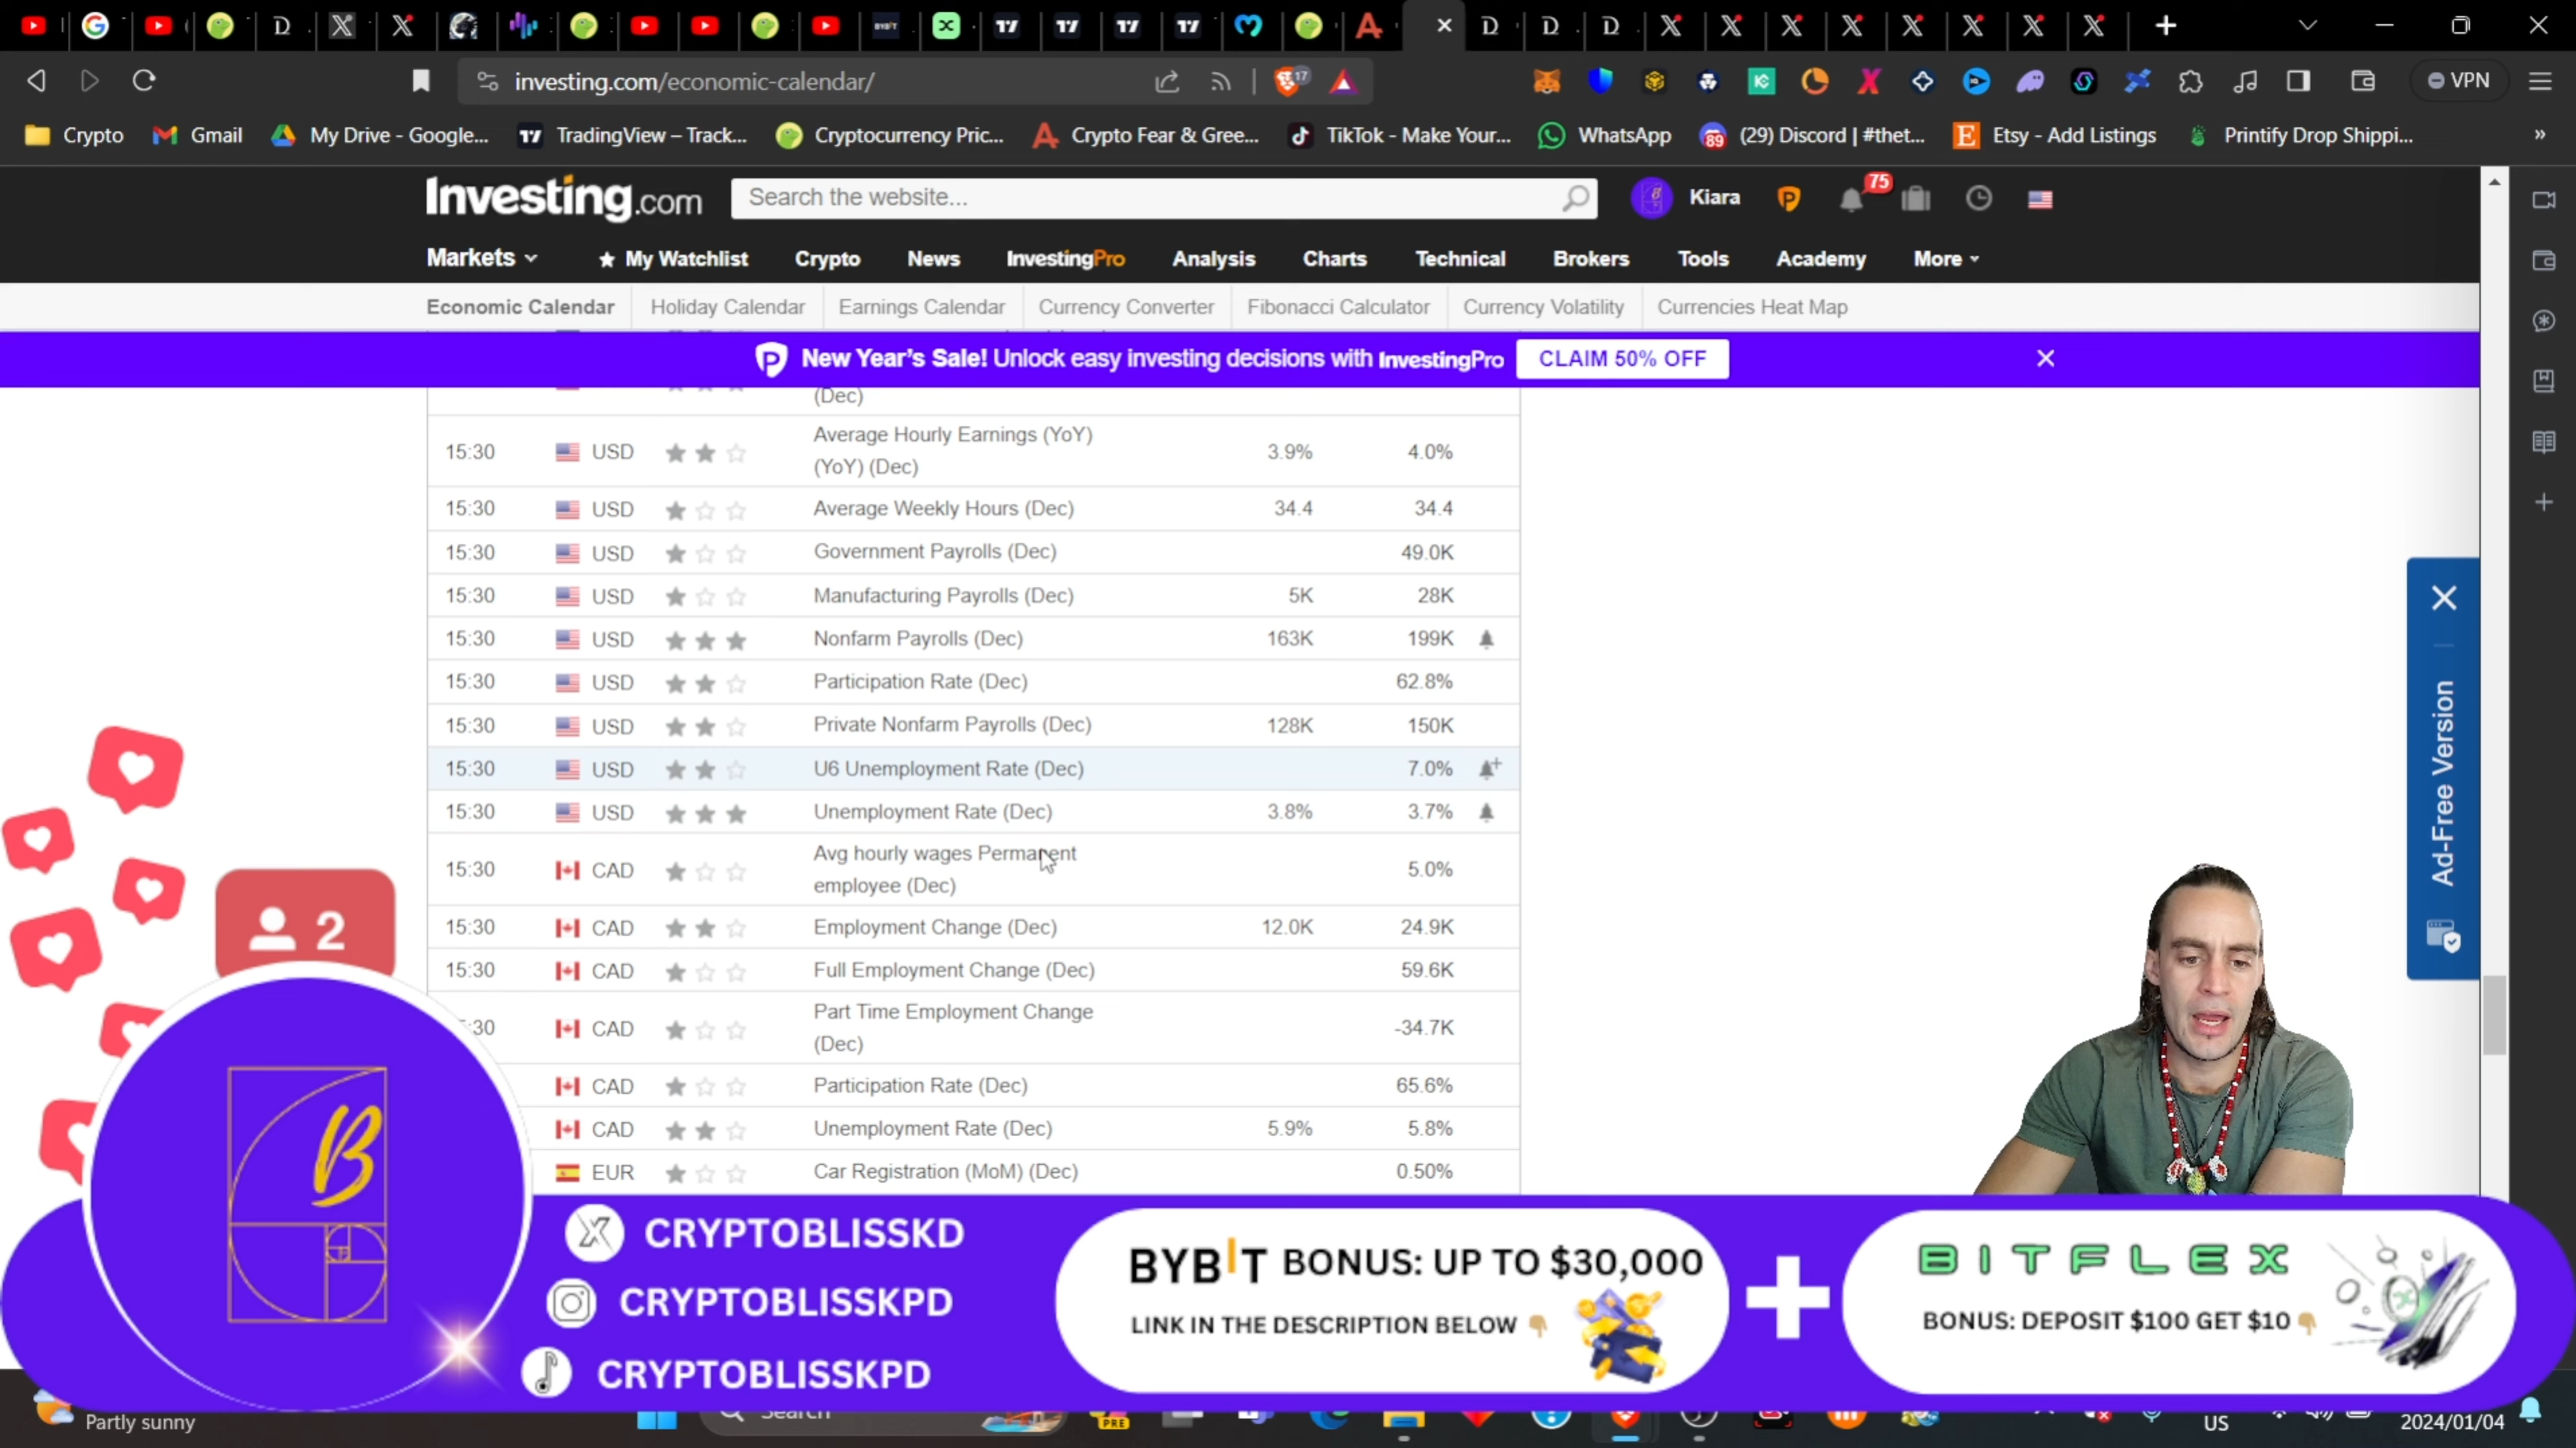 investing.com/economic-calendar/
17
VPN
Crypto
Gmail
My Drive - Google...
TradingView – Track...
Cryptocurrency Pric...
Crypto Fear & Gree...
TikTok - Make Your...
WhatsApp
(29) Discord | #thet...
Etsy - Add Listings
Printify Drop Shippi...
Investing.com
Search the website...
Kiara
75
Markets
My Watchlist
Crypto
News
InvestingPro
Analysis
Charts
Technical
Brokers
Tools
Academy
More
Economic Calendar
Holiday Calendar
Earnings Calendar
Currency Converter
Fibonacci Calculator
Currency Volatility
Currencies Heat Map
New Year's Sale! Unlock easy investing decisions with InvestingPro
CLAIM 50% OFF
(Dec)
15:30 USD Average Hourly Earnings (YoY) 3.9% 4.0%
(YoY) (Dec)
15:30 USD Average Weekly Hours (Dec) 34.4 34.4
15:30 USD Government Payrolls (Dec) 49.0K
15:30 USD Manufacturing Payrolls (Dec) 5K 28K
15:30 USD Nonfarm Payrolls (Dec) 163K 199K
15:30 USD Participation Rate (Dec) 62.8%
15:30 USD Private Nonfarm Payrolls (Dec) 128K 150K
15:30 USD U6 Unemployment Rate (Dec) 7.0%
15:30 USD Unemployment Rate (Dec) 3.8% 3.7%
15:30 CAD Avg hourly wages Permanent 5.0%
employee (Dec)
15:30 CAD Employment Change (Dec) 12.0K 24.9K
15:30 CAD Full Employment Change (Dec) 59.6K
:30 CAD Part Time Employment Change -34.7K
(Dec)
CAD Participation Rate (Dec) 65.6%
CAD Unemployment Rate (Dec) 5.9% 5.8%
EUR Car Registration (MoM) (Dec) 0.50%
Ad-Free Version
2
B
CRYPTOBLISSKD
CRYPTOBLISSKPD
CRYPTOBLISSKPD
BYBIT BONUS: UP TO $30,000
LINK IN THE DESCRIPTION BELOW
BITFLEX
BONUS: DEPOSIT $100 GET $10
Partly sunny
Search
PRE
US
2024/01/04